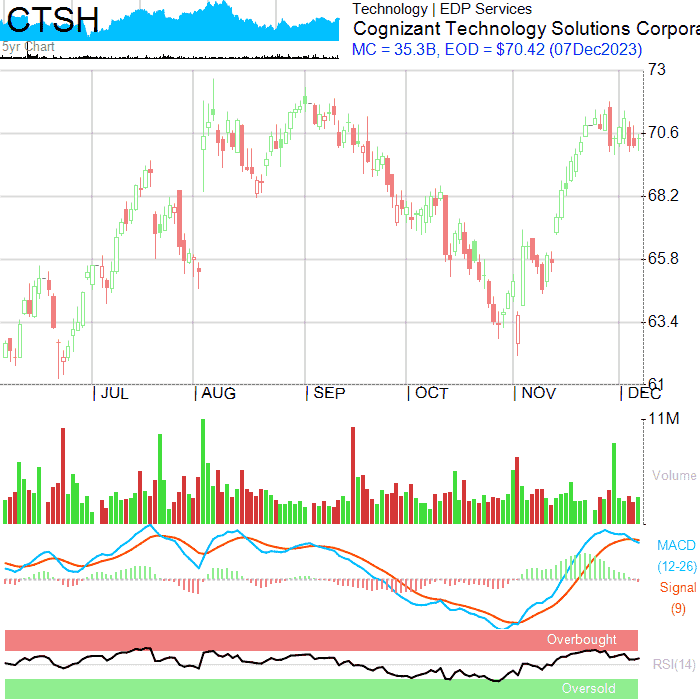 CTSH
5yr Chart
Technology | EDP Services
Cognizant Technology Solutions Corpora
MC = 35.3B, EOD = $70.42 (07Dec2023)
73
70.6
68.2
65.8
63.4
61
| JUL | AUG | SEP | OCT | NOV | DEC
11M
Volume
MACD
(12-26)
Signal
(9)
Overbought
RSI(14)
Oversold